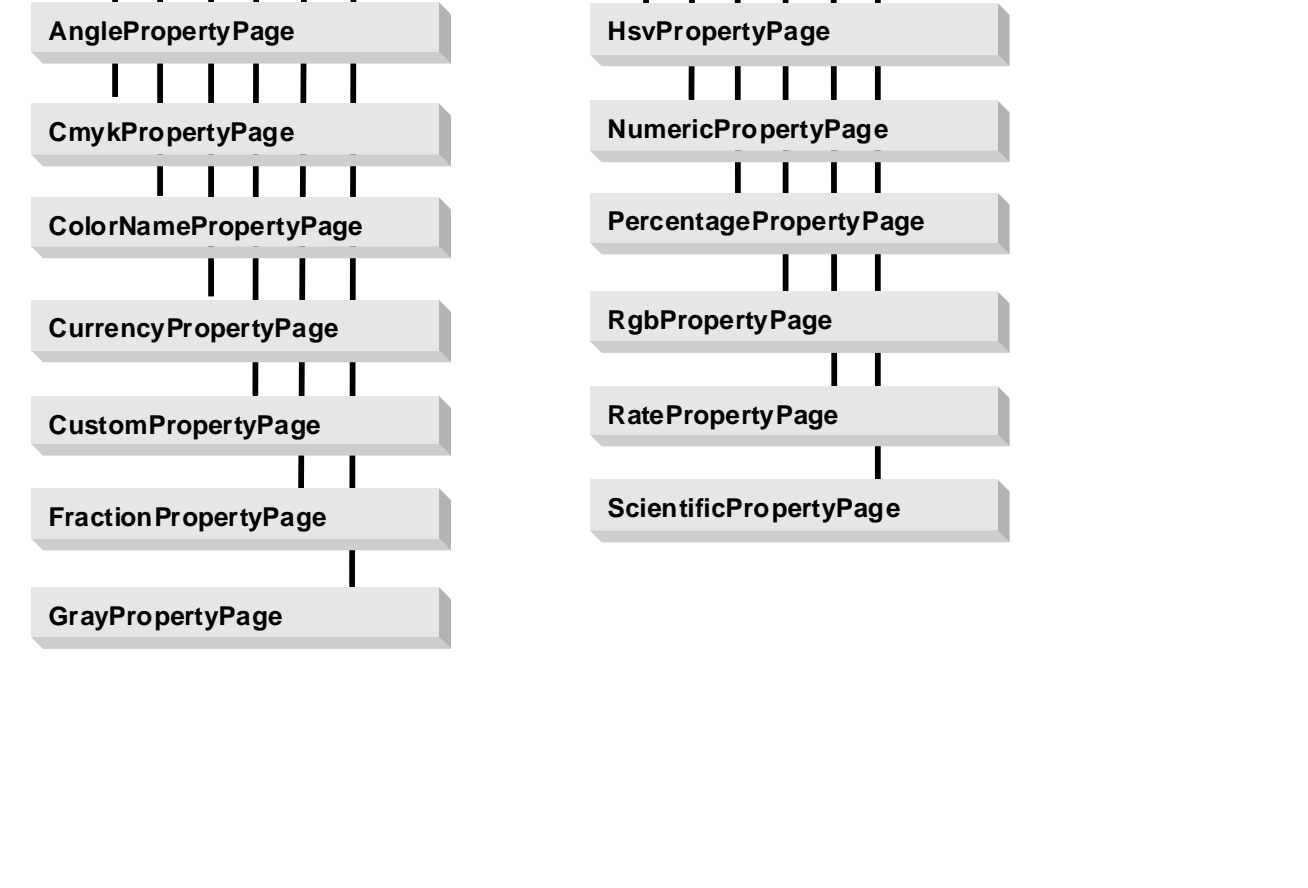 AnglePropertyPage
CmykPropertyPage
ColorNamePropertyPage
CurrencyPropertyPage
CustomPropertyPage
FractionPropertyPage
GrayPropertyPage
HsvPropertyPage
NumericPropertyPage
PercentagePropertyPage
RgbPropertyPage
RatePropertyPage
ScientificPropertyPage